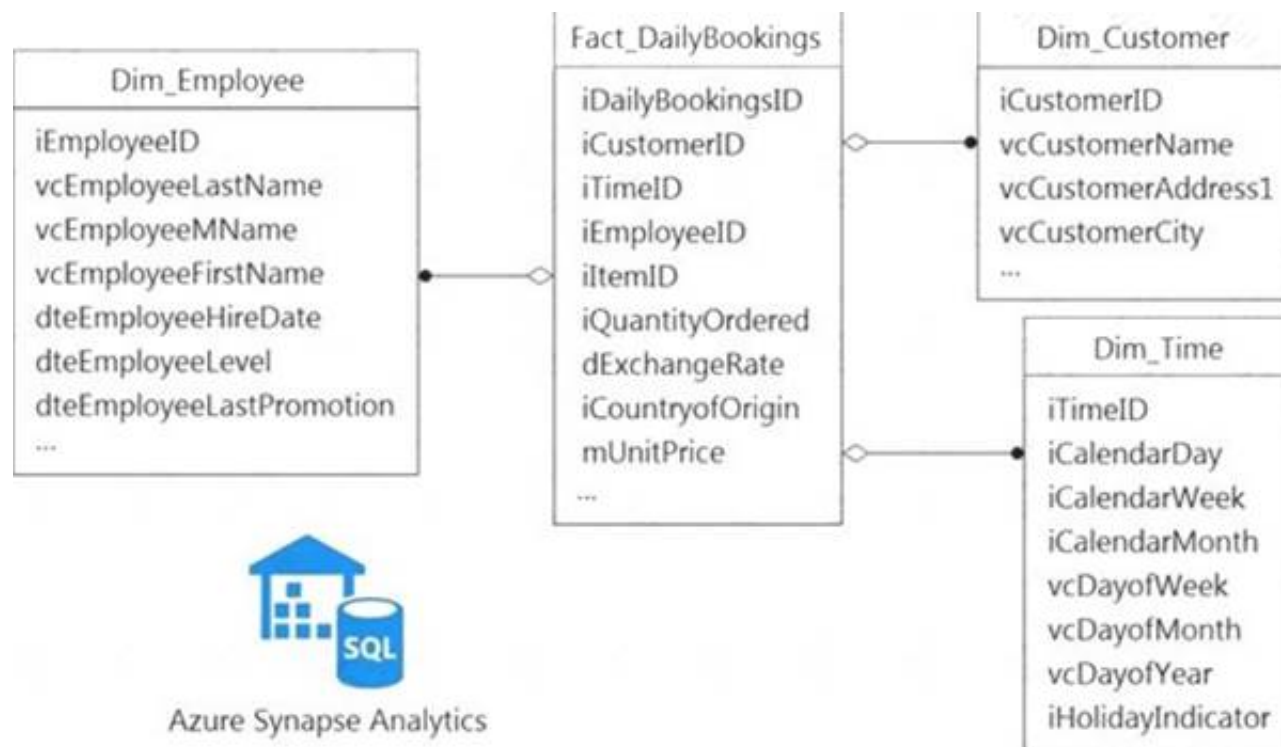 Dim_Employee
iEmployeeID
vcEmployeeLastName
vcEmployeeMName
vcEmployeeFirstName
dteEmployeeHireDate
dteEmployeeLevel
dteEmployeeLastPromotion
...
Fact_DailyBookings
iDailyBookingsID
iCustomerID
iTimeID
iEmployeeID
iItemID
iQuantityOrdered
dExchangeRate
iCountryofOrigin
mUnitPrice
...
Dim_Customer
iCustomerID
vcCustomerName
vcCustomerAddress1
vcCustomerCity
...
Dim_Time
iTimeID
iCalendarDay
iCalendarWeek
iCalendarMonth
vcDayofWeek
vcDayofMonth
vcDayofYear
iHolidayIndicator
SQL
Azure Synapse Analytics